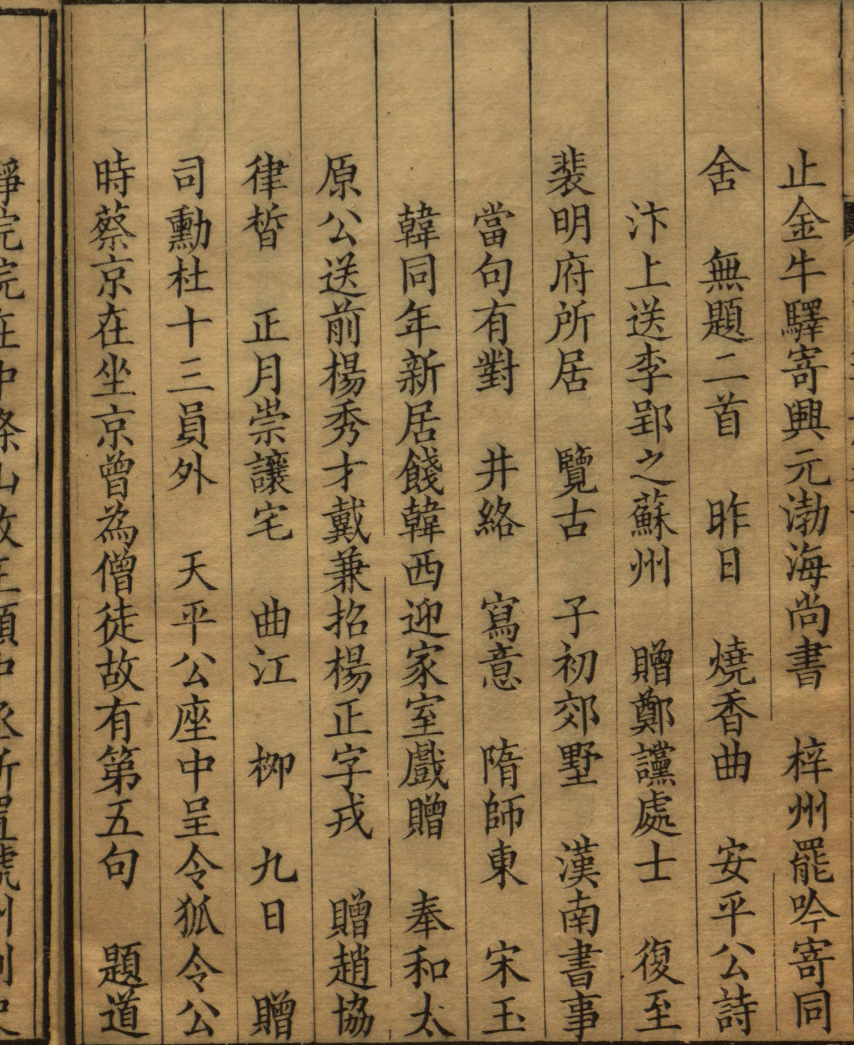 止金牛驛寄興元渤海尚書 梓州罷吟寄同
舍 無題二首 昨日 燒香曲 安平公詩
汴上送李郢之蘇州 贈鄭讜處士 復至
裴明府所居 覽古 子初郊墅 漢南書事
當句有對 井絡 寫意 隋師東 宋玉
韓同年新居餞韓西迎家室戲贈 奉和太
原公送前楊秀才戴兼招楊正字戎 贈趙協
律晳 正月崇讓宅 曲江 栁 九日 贈
司勳杜十三員外 天平公座中呈令狐令公
時蔡京在坐京曾為僧徒故有第五句 題道